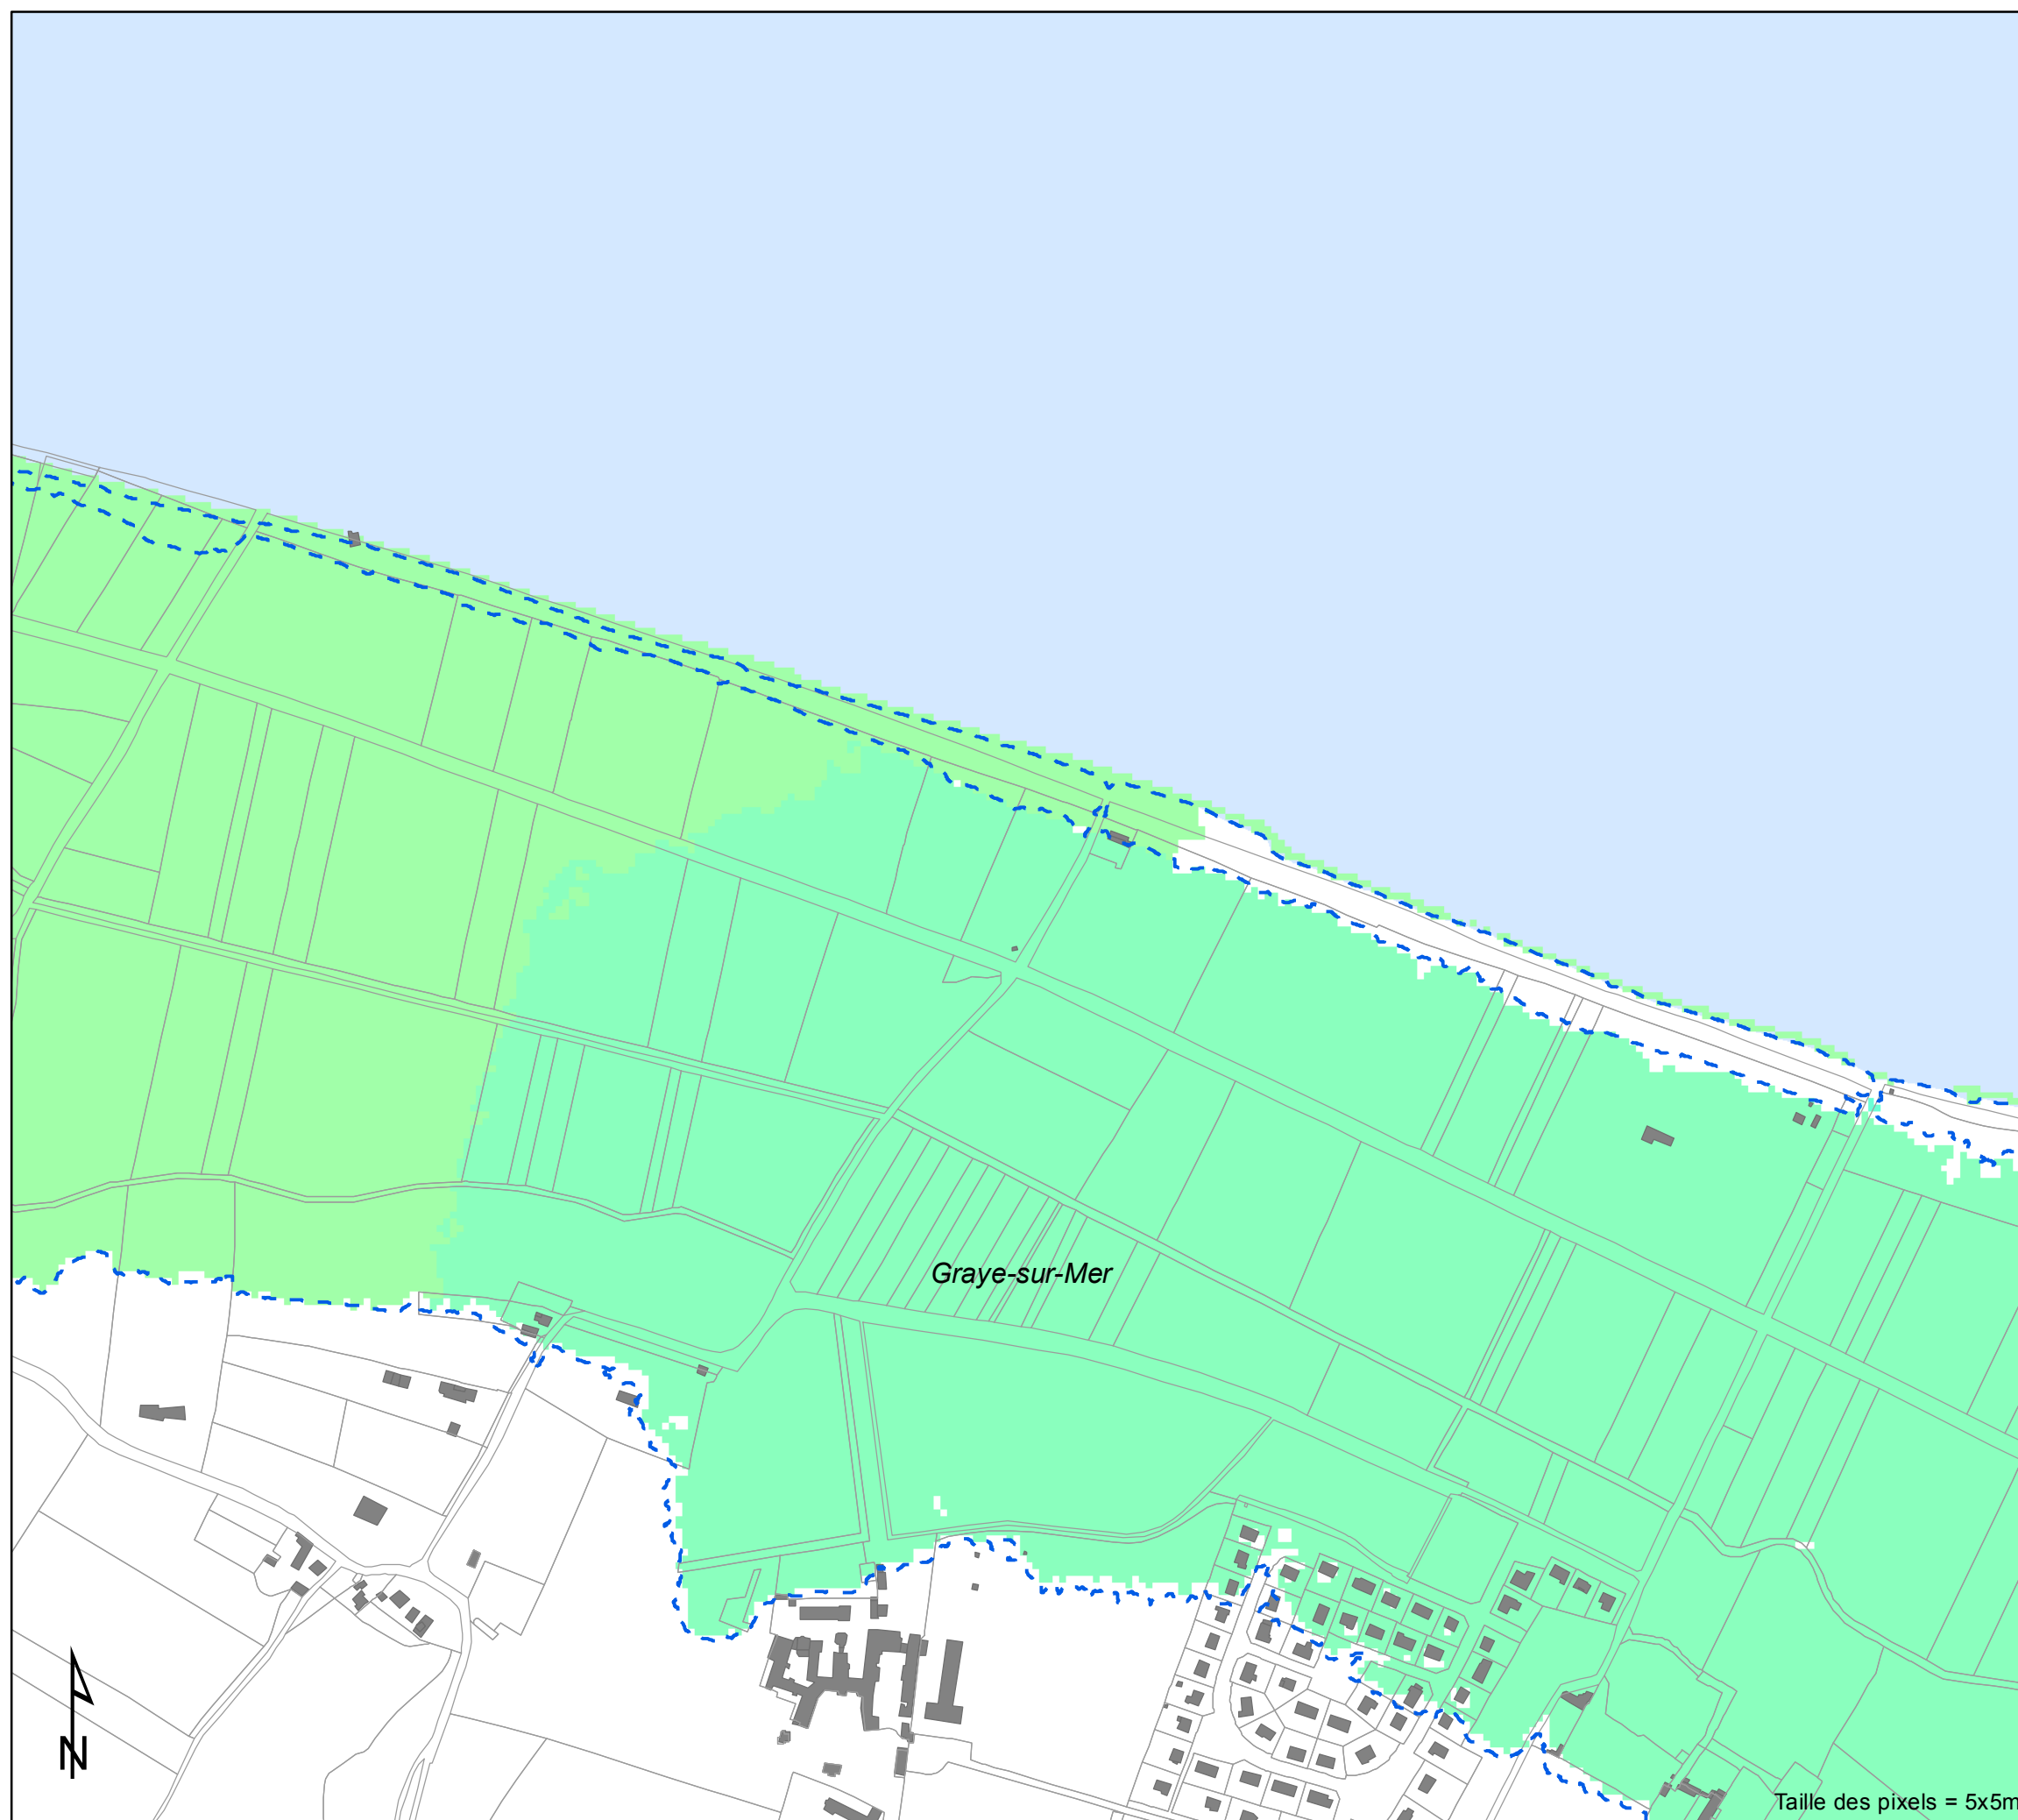 Graye-sur-Mer
N
Taille des pixels = 5x5m